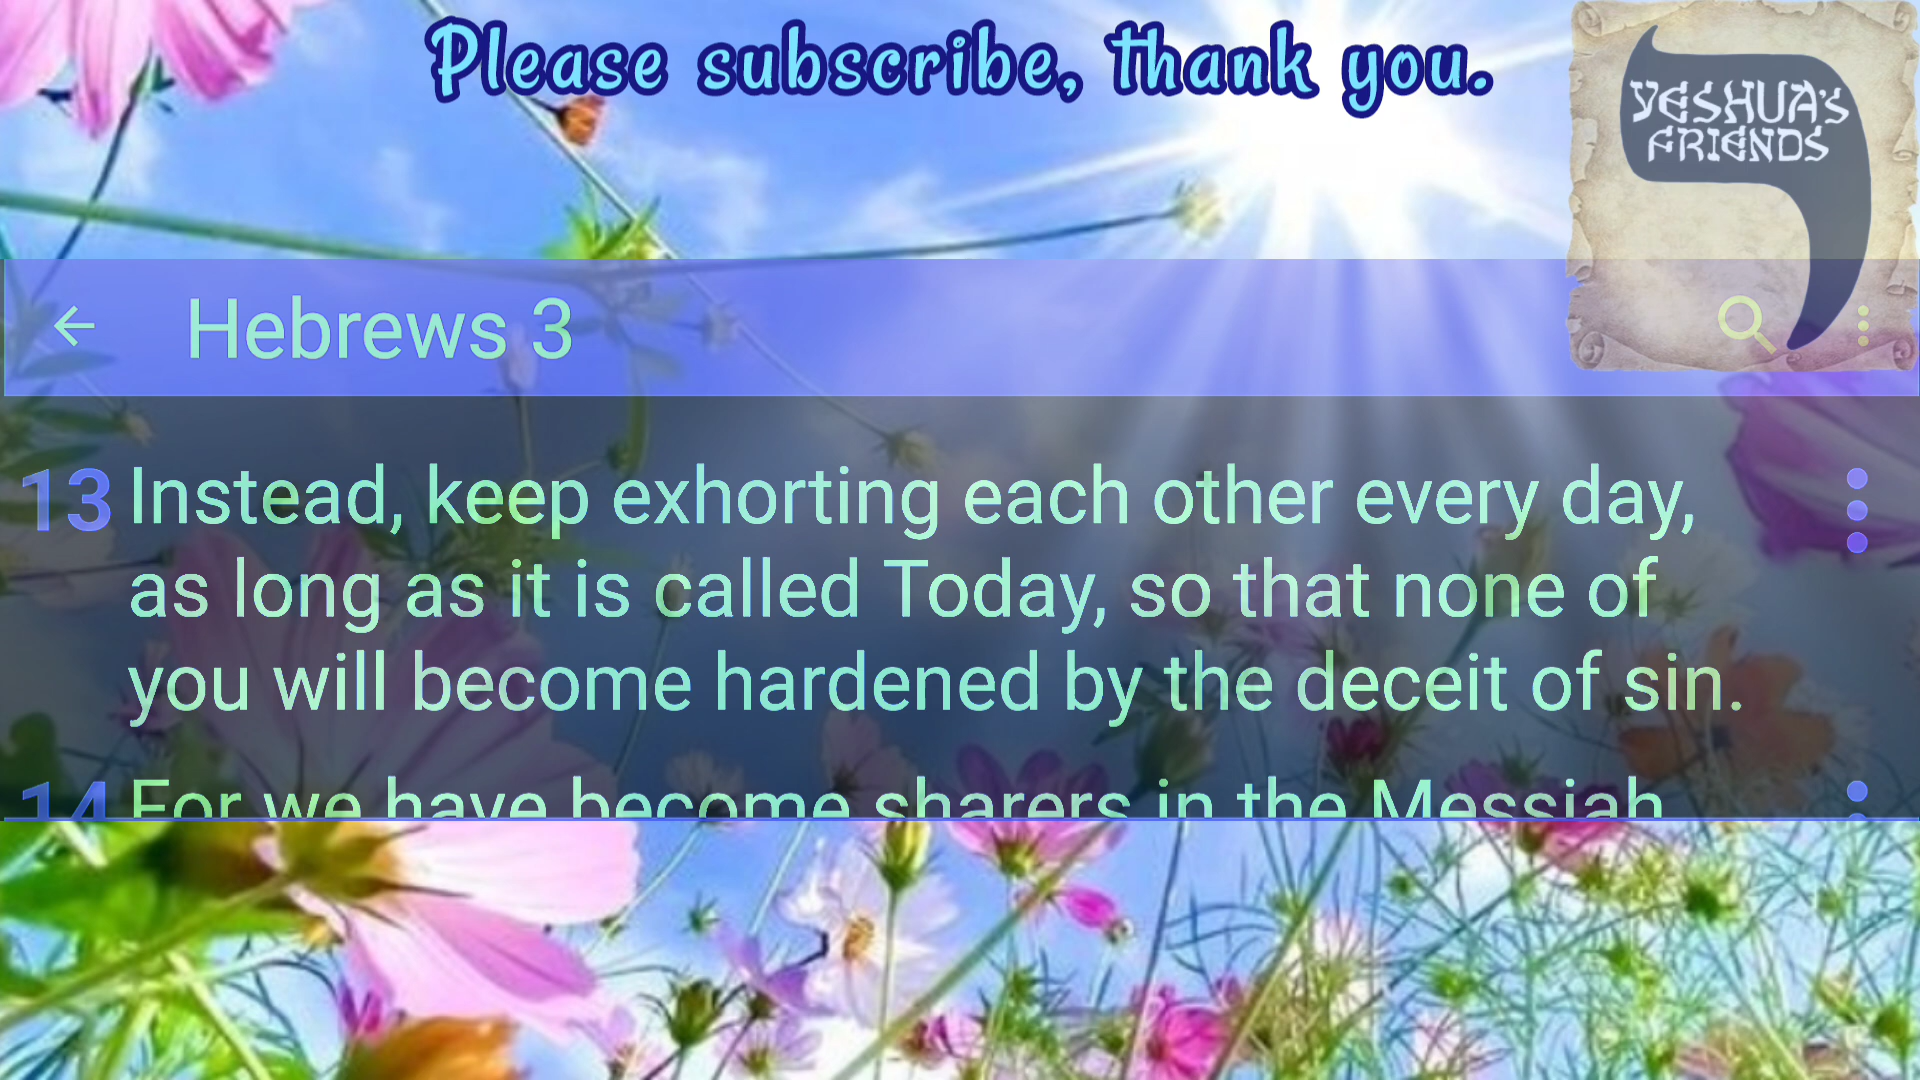 Please subscribe, thank you.
YESHUA'S
FRIENDS
Hebrews 3
13 Instead, keep exhorting each other every day,
as long as it is called Today, so that none of
you will become hardened by the deceit of sin.
14 For we have become sharers in the Messiah